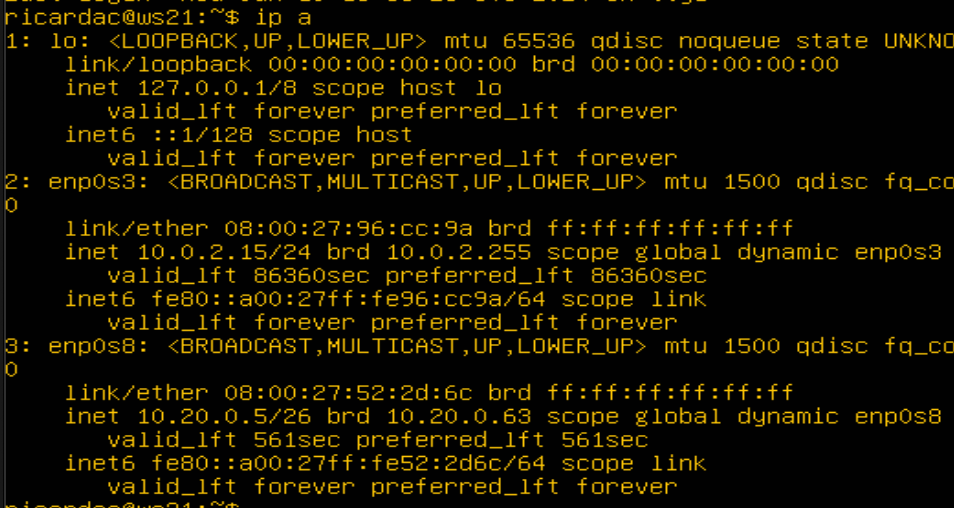 ricardac@ws21:~$ ip a
1: lo: <LOOPBACK,UP,LOWER_UP> mtu 65536 qdisc noqueue state UNKNO
link/loopback 00:00:00:00:00:00 brd 00:00:00:00:00:00
inet 127.0.0.1/8 scope host lo
valid_lft forever preferred_lft forever
inet6 ::1/128 scope host
valid_lft forever preferred_lft forever
2: enp0s3: <BROADCAST,MULTICAST,UP,LOWER_UP> mtu 1500 qdisc fq_co
0
link/ether 08:00:27:96:cc:9a brd ff:ff:ff:ff:ff:ff
inet 10.0.2.15/24 brd 10.0.2.255 scope global dynamic enp0s3
valid_lft 86360sec preferred_lft 86360sec
inet6 fe80::a00:27ff:fe96:cc9a/64 scope link
valid_lft forever preferred_lft forever
3: enp0s8: <BROADCAST,MULTICAST,UP,LOWER_UP> mtu 1500 qdisc fq_co
0
link/ether 08:00:27:52:2d:6c brd ff:ff:ff:ff:ff:ff
inet 10.20.0.5/26 brd 10.20.0.63 scope global dynamic enp0s8
valid_lft 561sec preferred_lft 561sec
inet6 fe80::a00:27ff:fe52:2d6c/64 scope link
valid_lft forever preferred_lft forever
ricardac@ws21:~$